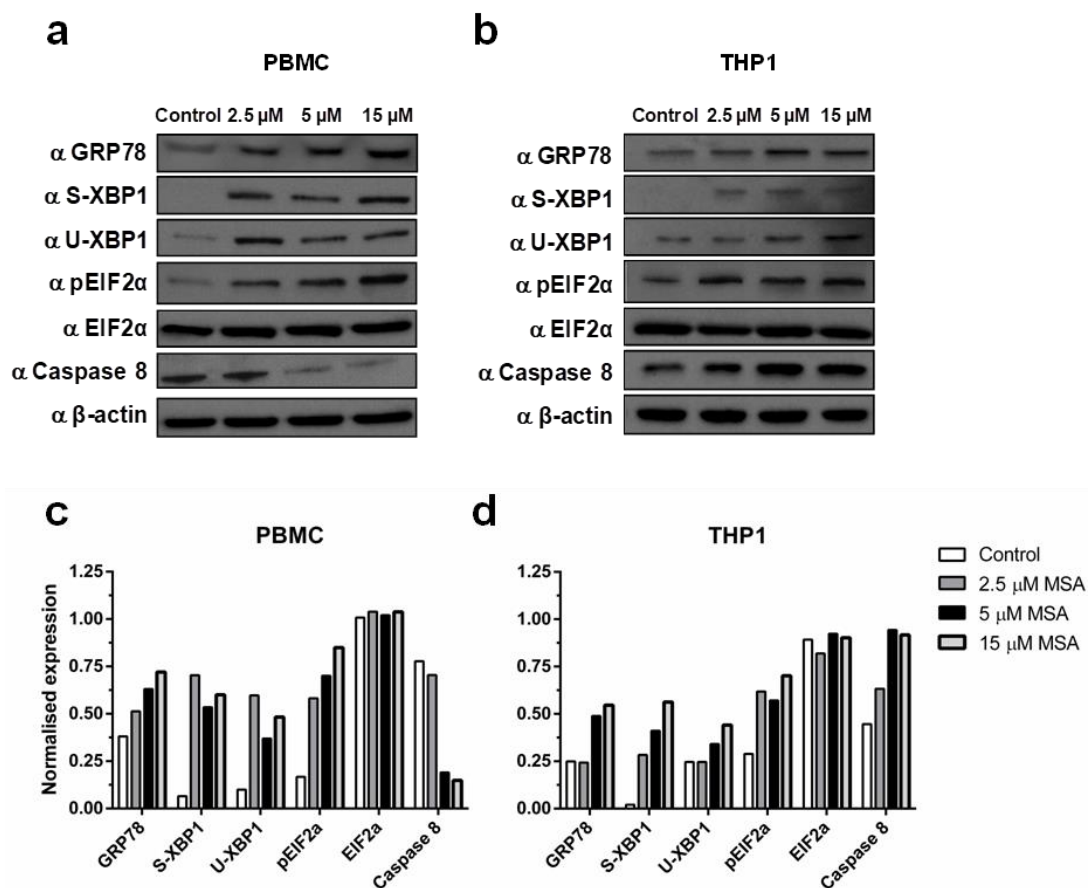 a
PBMC
Control 2.5 µM 5 µM 15 µM
α GRP78
α S-XBP1
α U-XBP1
α pEIF2α
α EIF2α
α Caspase 8
α β-actin
b
THP1
Control 2.5 µM 5 µM 15 µM
α GRP78
α S-XBP1
α U-XBP1
α pEIF2α
α EIF2α
α Caspase 8
α β-actin
c
PBMC
Normalised expression
1.25
1.00
0.75
0.50
0.25
0.00
GRP78
S-XBP1
U-XBP1
pEIF2a
EIF2a
Caspase 8
d
THP1
1.25
1.00
0.75
0.50
0.25
0.00
GRP78
S-XBP1
U-XBP1
pEIF2a
EIF2a
Caspase 8
Control
2.5 µM MSA
5 µM MSA
15 µM MSA